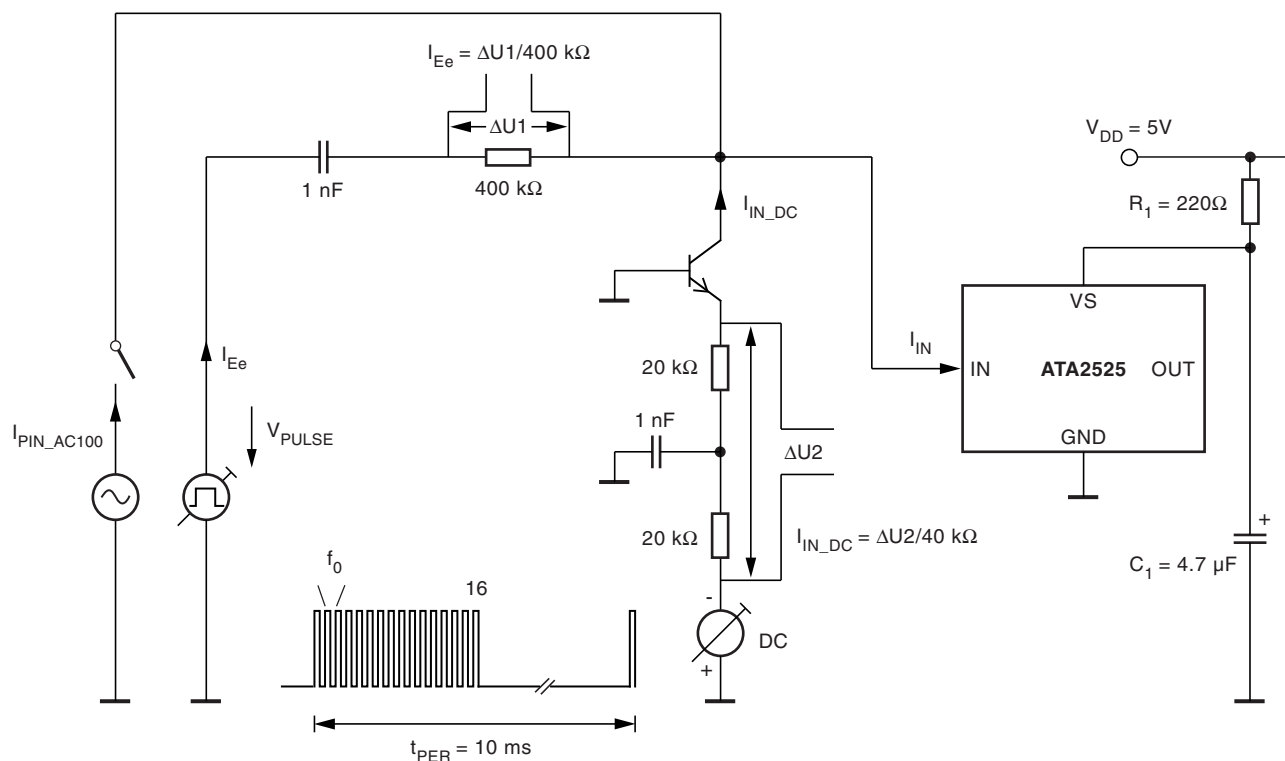 I_Ee = ΔU1/400 kΩ
ΔU1
V_DD = 5V
1 nF
400 kΩ
R_1 = 220Ω
I_IN_DC
VS
I_Ee
20 kΩ
I_IN
IN
ATA2525
OUT
I_PIN_AC100
V_PULSE
1 nF
GND
ΔU2
+
20 kΩ
I_IN_DC = ΔU2/40 kΩ
C_1 = 4.7 µF
f_0
16
-
DC
+
t_PER = 10 ms